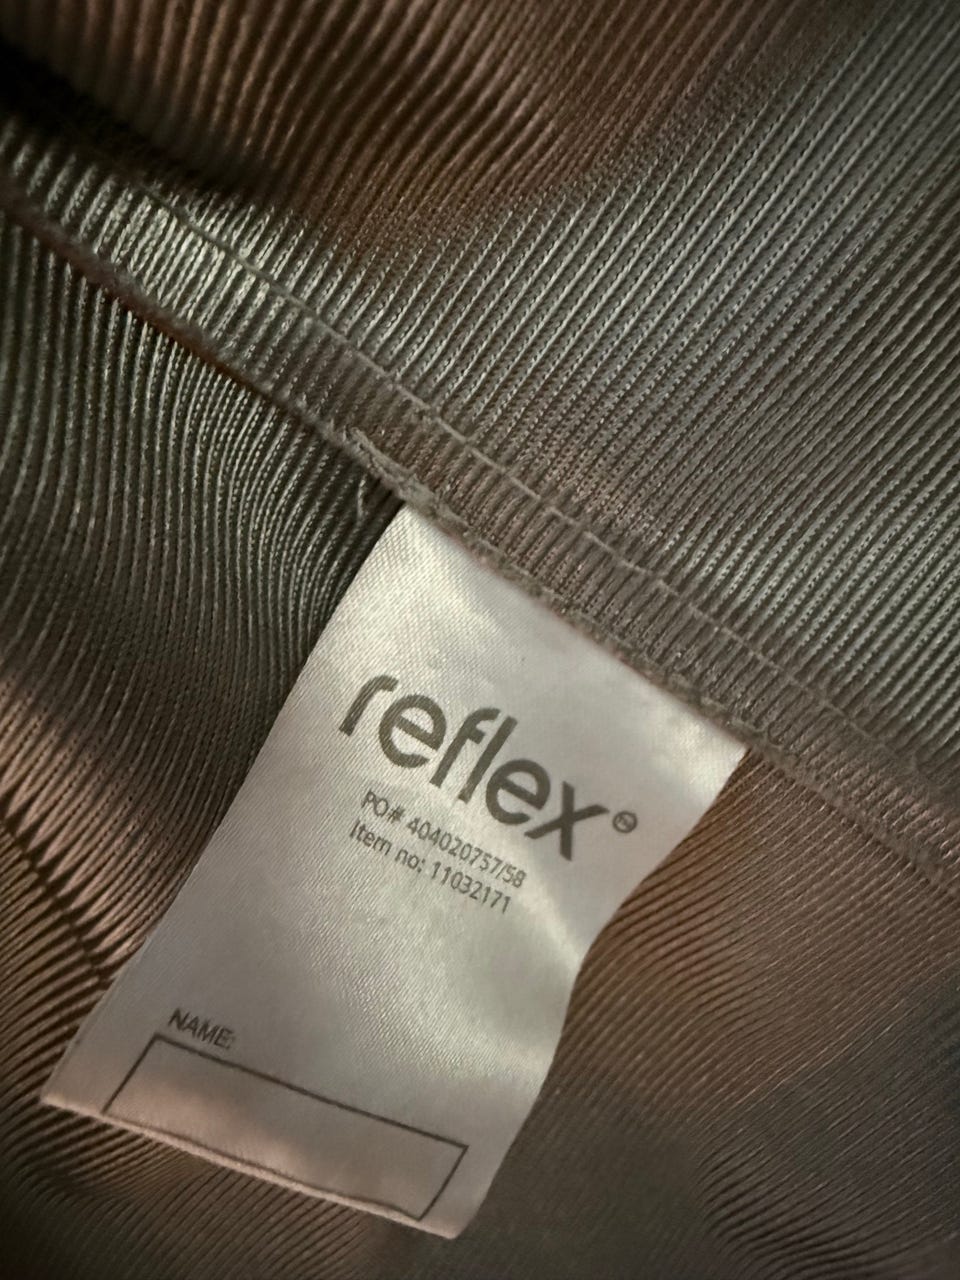 reflex®
PO# 404020757/58
Item no: 11032171
NAME: